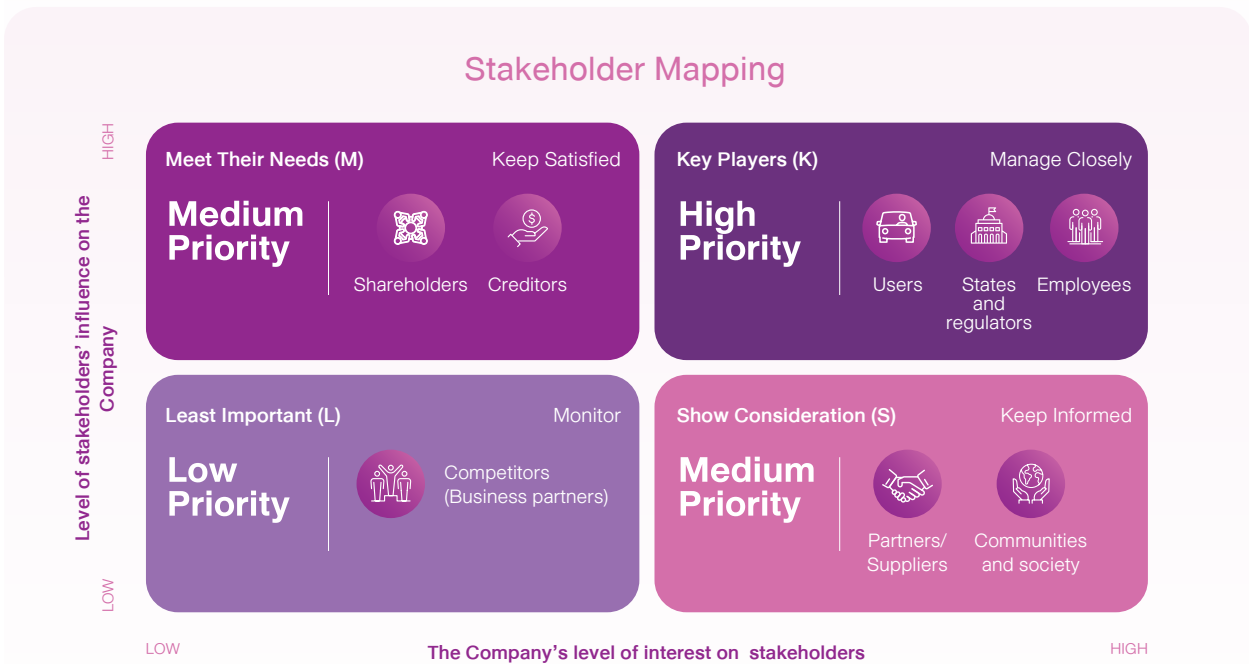 Stakeholder Mapping
HIGH
Level of stakeholders’ influence on the
Company
LOW
Meet Their Needs (M)
Keep Satisfied
Medium
Priority
Shareholders
Creditors
Key Players (K)
Manage Closely
High
Priority
Users
States
and
regulators
Employees
Least Important (L)
Monitor
Low
Priority
Competitors
(Business partners)
Show Consideration (S)
Keep Informed
Medium
Priority
Partners/
Suppliers
Communities
and society
LOW
The Company’s level of interest on stakeholders
HIGH